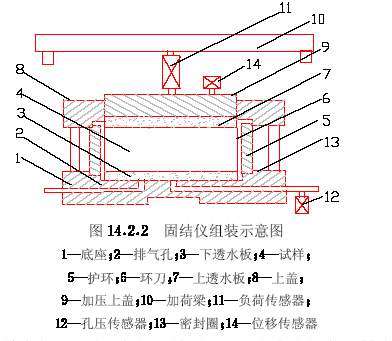 11
10
9
14
8
7
4
6
3
5
2
13
1
12
图 14.2.2 固结仪组装示意图
1—底座;2—排气孔;3—下透水板;4—试样;
5—护环;6—环刀;7—上透水板;8—上盖;
9—加压上盖;10—加荷梁;11—负荷传感器;
12—孔压传感器;13—密封圈;14—位移传感器